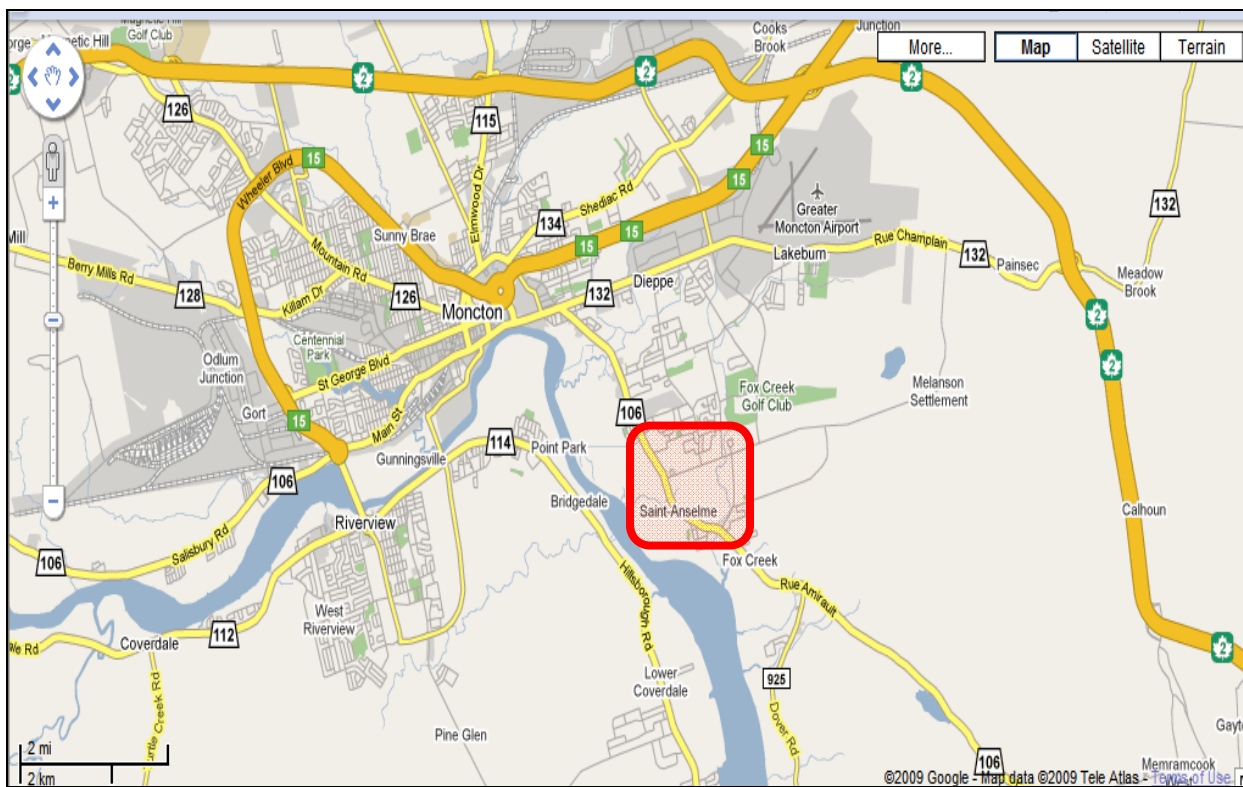 Magnetic Hill
Golf Club
Magnetic Hill
Cooks
Brook
Junction
More...
Map
Satellite
Terrain
2
2
2
2
126
115
15
Wheeler Blvd
Elmwood Dr
15
15
Shediac Rd
134
Greater
Moncton Airport
132
Sunny Brae
15
15
Mountain Rd
Rue Champlain
132
Lakeburn
Painsec
Meadow
Brook
Mill
Berry Mills Rd
128
Killam Dr
126
Moncton
132
Dieppe
2
Centennial
Park
Odlum
Junction
St George Blvd
2
Fox Creek
Golf Club
Melanson
Settlement
Gort
15
Main St
106
114
Point Park
Gunningsville
106
Bridgedale
Saint-Anselme
Calhoun
Riverview
Salisbury Rd
106
Fox Creek
Hillsborough Rd
Rue Amirault
West
Riverview
112
Coverdale
2
Lower
Coverdale
925
Dover Rd
Pine Glen
106
Memramcook
West
2 mi
2 km
©2009 Google - Map data ©2009 Tele Atlas - Terms of Use